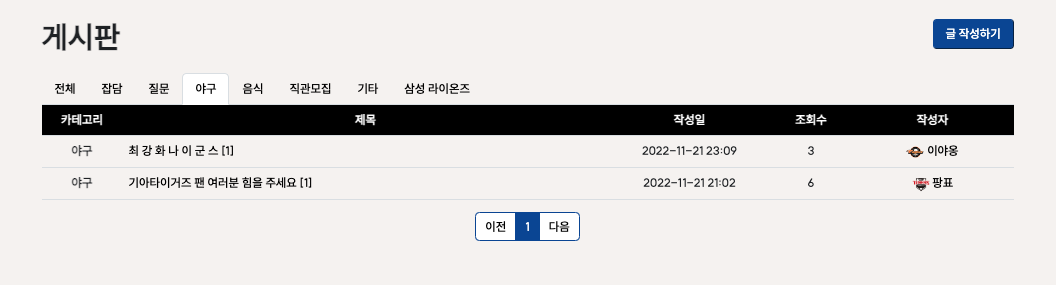 게시판
글 작성하기
전체 잡담 질문 야구 음식 직관모집 기타 삼성 라이온즈
카테고리 제목 작성일 조회수 작성자
야구 최 강 화 나 이 군 스 [1] 2022-11-21 23:09 3 이야옹
야구 기아타이거즈 팬 여러분 힘을 주세요 [1] 2022-11-21 21:02 6 팡표
이전 1 다음